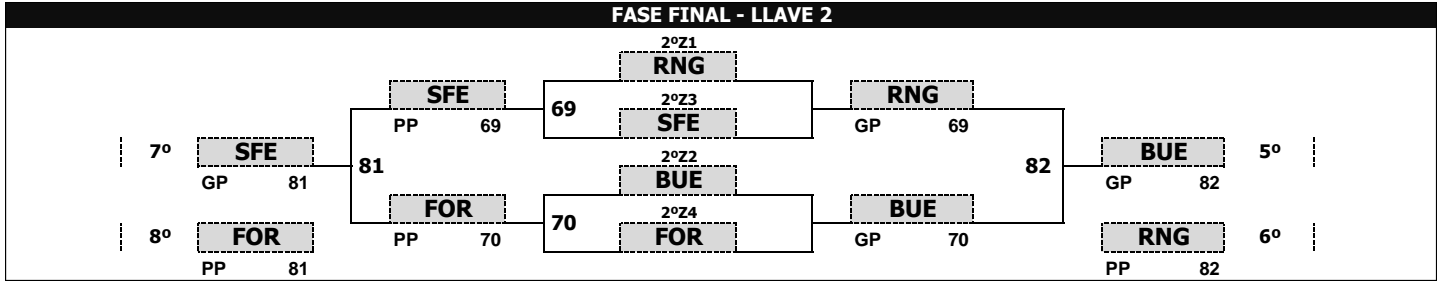 FASE FINAL - LLAVE 2
2ºZ1
RNG
SFE
RNG
69
2ºZ3
PP 69
SFE
GP 69
7º SFE
2ºZ2
BUE 5º
81
BUE
82
GP 81
GP 82
FOR
BUE
70
2ºZ4
8º FOR
PP 70
FOR
GP 70
RNG 6º
PP 81
PP 82